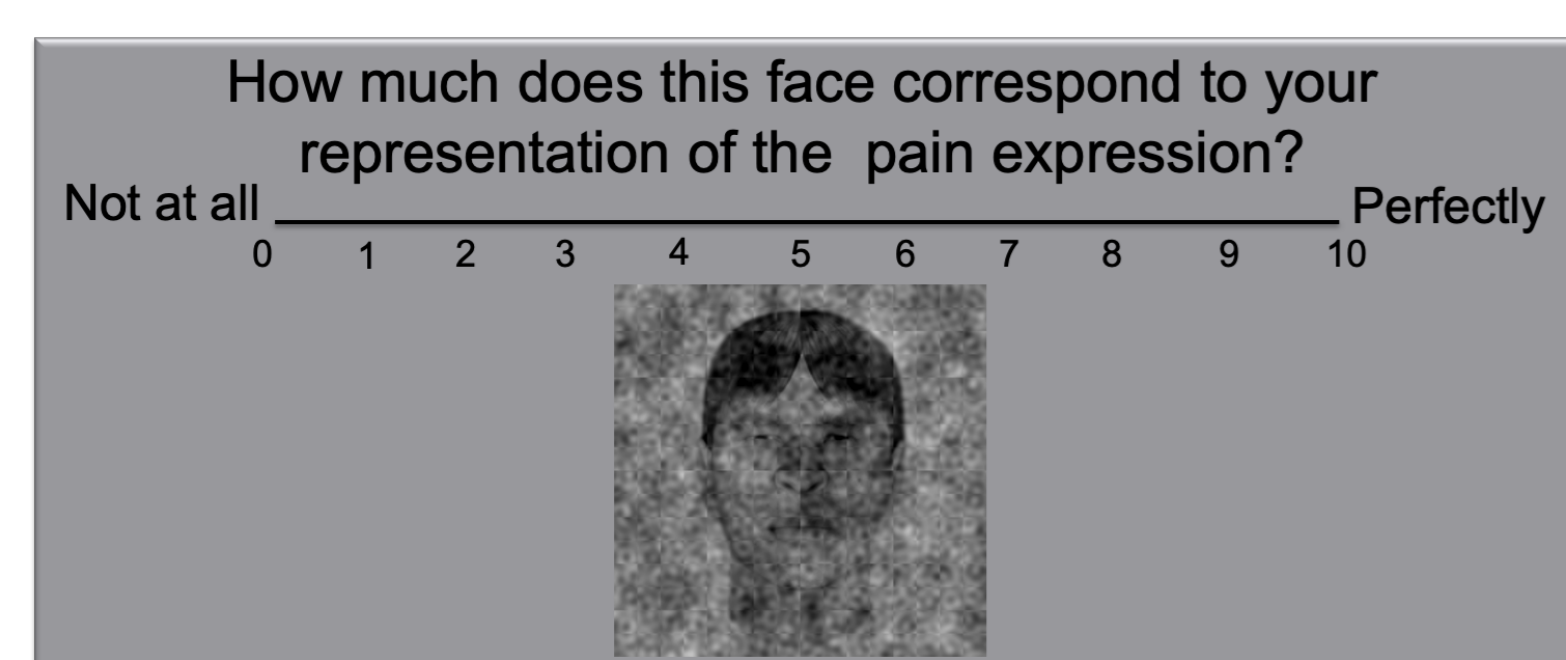 How much does this face correspond to your
representation of the  pain expression?
Not at all Perfectly
0 1 2 3 4 5 6 7 8 9 10